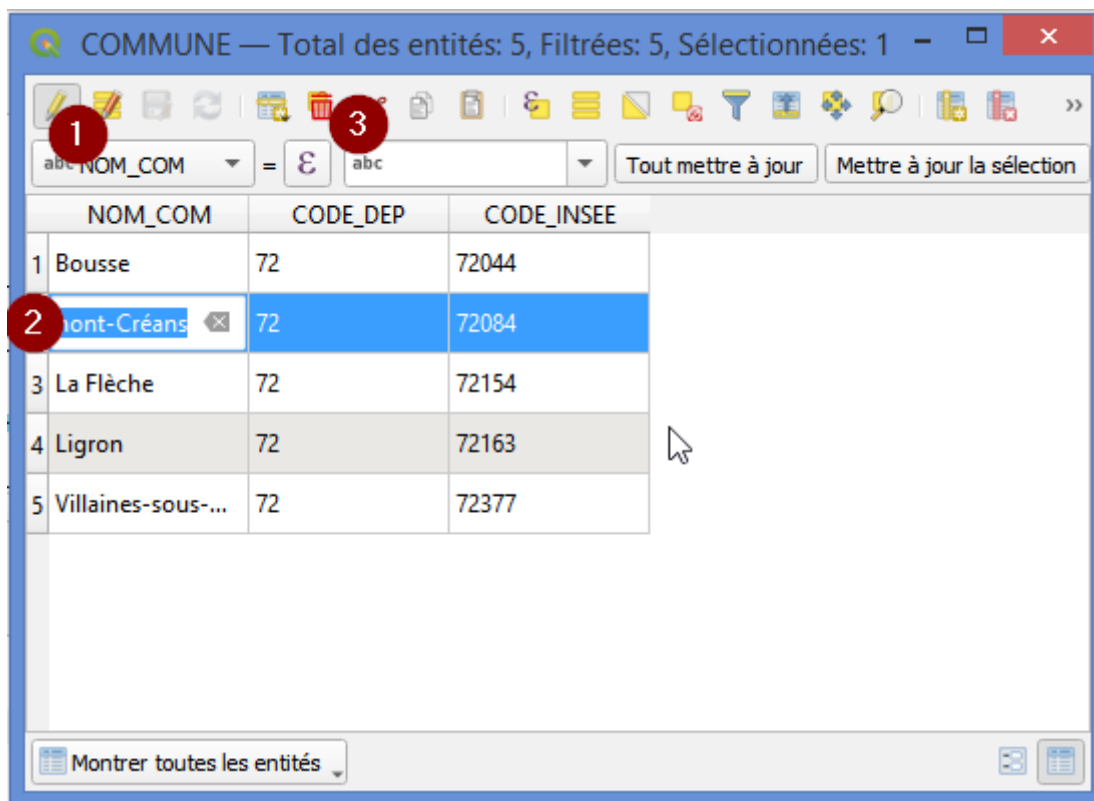 COMMUNE — Total des entités: 5, Filtrées: 5, Sélectionnées: 1
1
3
abc NOM_COM = ε abc Tout mettre à jour Mettre à jour la sélection
NOM_COM CODE_DEP CODE_INSEE
1 Bousse 72 72044
2 mont-Créans 72 72084
3 La Flèche 72 72154
4 Ligron 72 72163
5 Villaines-sous-... 72 72377
Montrer toutes les entités